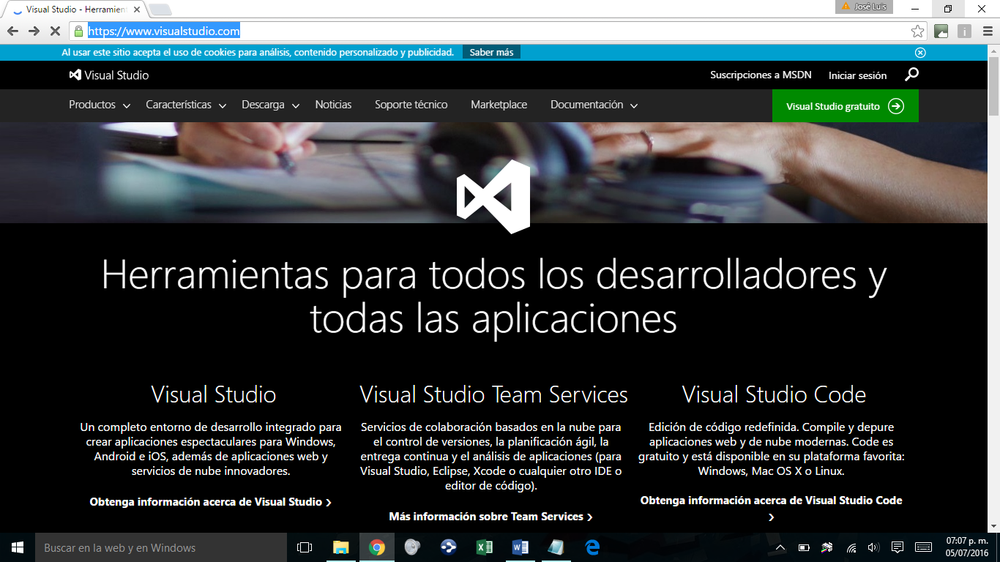 Visual Studio - Herramien
José Luis
https://www.visualstudio.com
Al usar este sitio acepta el uso de cookies para análisis, contenido personalizado y publicidad. Saber más
Visual Studio
Suscripciones a MSDN Iniciar sesión
Productos Características Descarga Noticias Soporte técnico Marketplace Documentación
Visual Studio gratuito
Herramientas para todos los desarrolladores y
todas las aplicaciones
Visual Studio
Un completo entorno de desarrollo integrado para
crear aplicaciones espectaculares para Windows,
Android e iOS, además de aplicaciones web y
servicios de nube innovadores.
Obtenga información acerca de Visual Studio ›
Visual Studio Team Services
Servicios de colaboración basados en la nube para
el control de versiones, la planificación ágil, la
entrega continua y el análisis de aplicaciones (para
Visual Studio, Eclipse, Xcode o cualquier otro IDE o
editor de código).
Más información sobre Team Services ›
Visual Studio Code
Edición de código redefinida. Compile y depure
aplicaciones web y de nube modernas. Code es
gratuito y está disponible en su plataforma favorita:
Windows, Mac OS X o Linux.
Obtenga información acerca de Visual Studio Code
›
Buscar en la web y en Windows
07:07 p. m.
05/07/2016